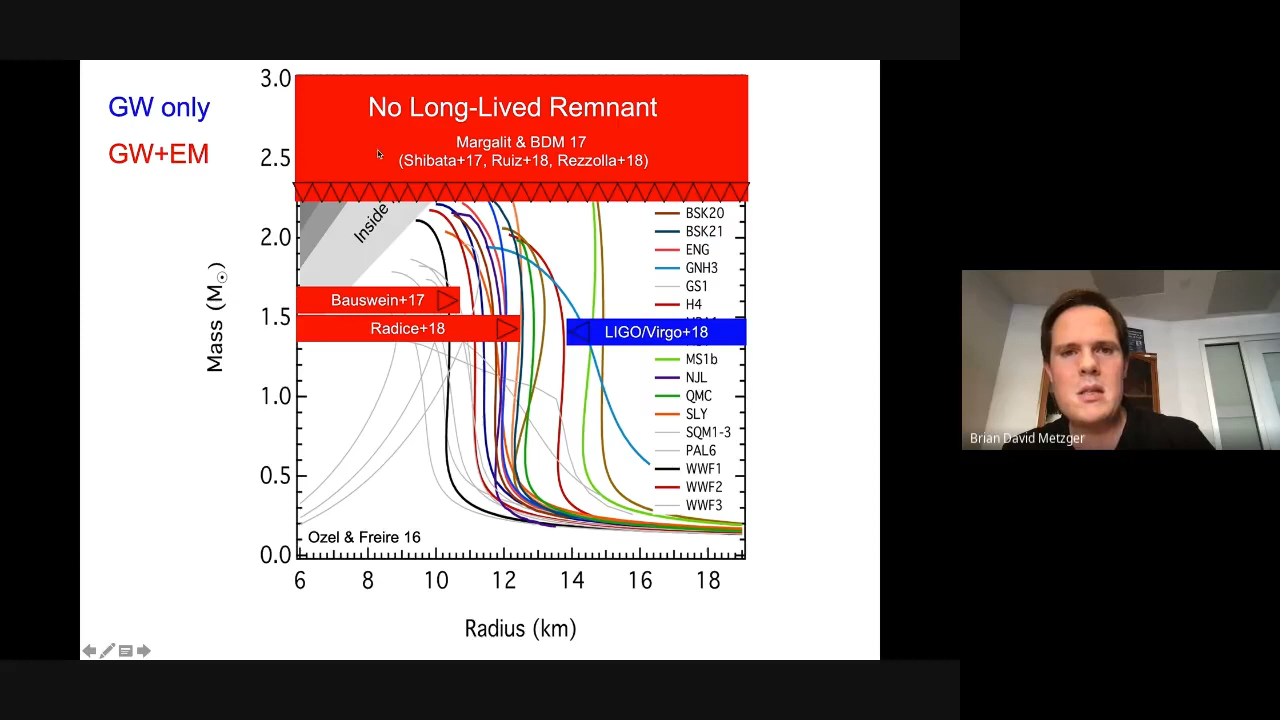 GW only
GW+EM
No Long-Lived Remnant
Margalit & BDM 17
(Shibata+17, Ruiz+18, Rezzolla+18)
Inside
Bauswein+17
Radice+18
LIGO/Virgo+18
BSK20
BSK21
ENG
GNH3
GS1
H4
MS1b
NJL
QMC
SLY
SQM1-3
PAL6
WWF1
WWF2
WWF3
Ozel & Freire 16
Mass (M☉)
3.0
2.5
2.0
1.5
1.0
0.5
0.0
6 8 10 12 14 16 18
Radius (km)
Brian David Metzger